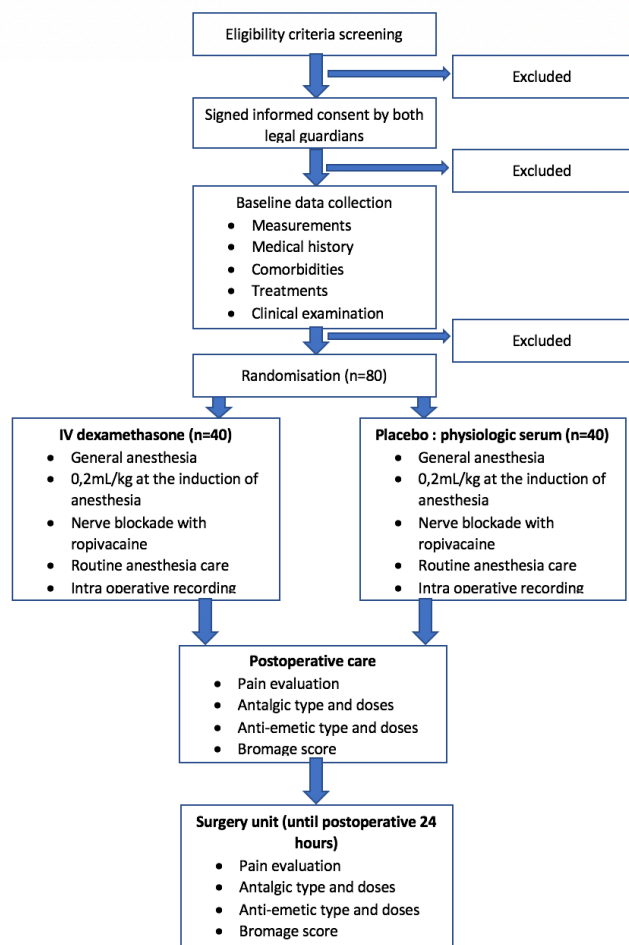 Eligibility criteria screening
Excluded
Signed informed consent by both
legal guardians
Excluded
Baseline data collection
• Measurements
• Medical history
• Comorbidities
• Treatments
• Clinical examination
Excluded
Randomisation (n=80)
IV dexamethasone (n=40)
• General anesthesia
• 0,2mL/kg at the induction of
anesthesia
• Nerve blockade with
ropivacaine
• Routine anesthesia care
• Intra operative recording
Placebo : physiologic serum (n=40)
• General anesthesia
• 0,2mL/kg at the induction of
anesthesia
• Nerve blockade with
ropivacaine
• Routine anesthesia care
• Intra operative recording
Postoperative care
• Pain evaluation
• Antalgic type and doses
• Anti-emetic type and doses
• Bromage score
Surgery unit (until postoperative 24
hours)
• Pain evaluation
• Antalgic type and doses
• Anti-emetic type and doses
• Bromage score